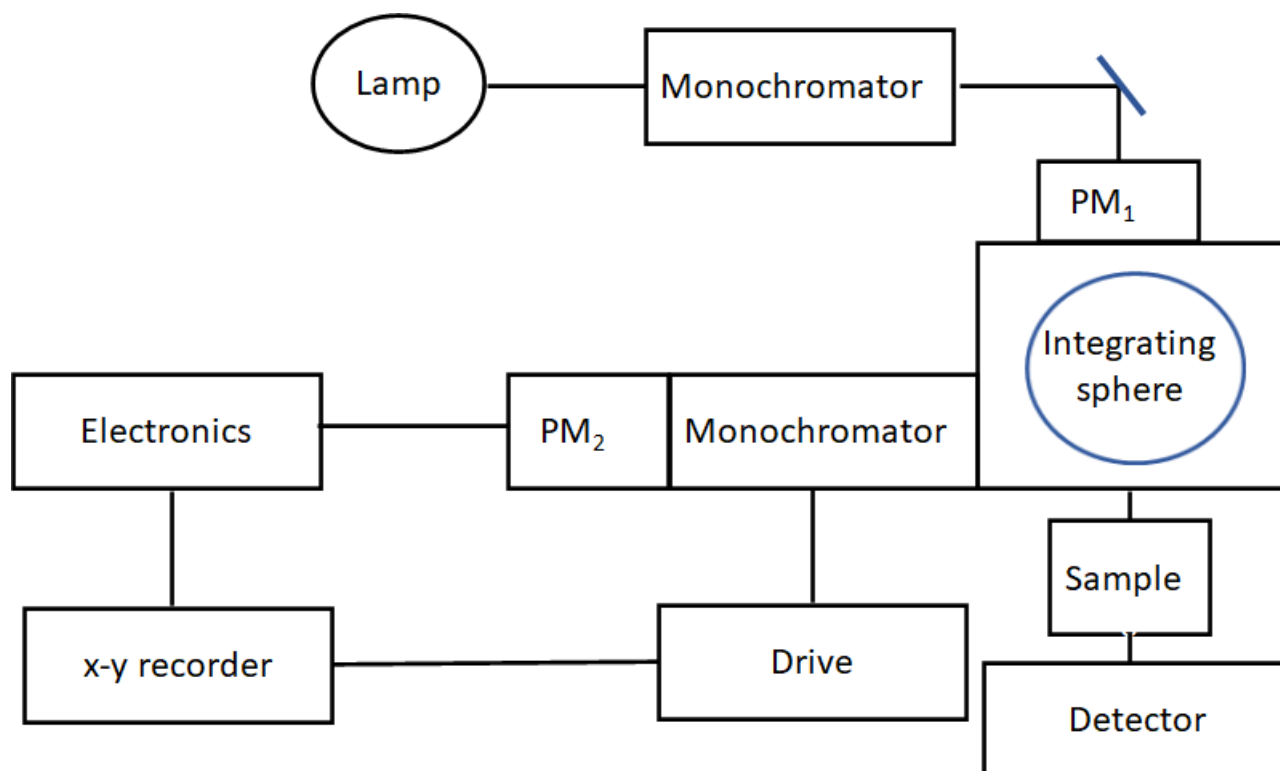 Lamp
Monochromator
PM₁
Integrating
sphere
Electronics
PM₂
Monochromator
Sample
x-y recorder
Drive
Detector